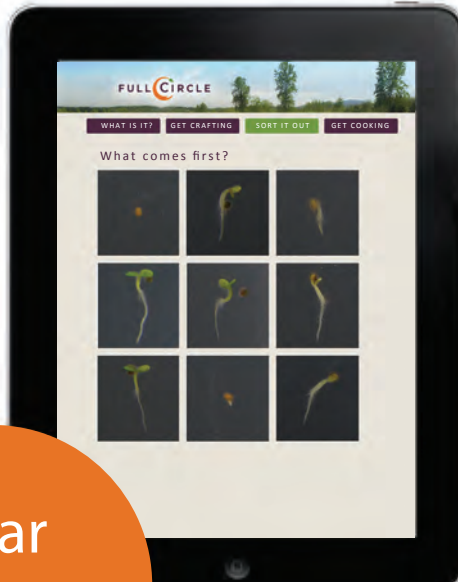 FULL CIRCLE
WHAT IS IT? GET CRAFTING SORT IT OUT GET COOKING
What comes first?
ar